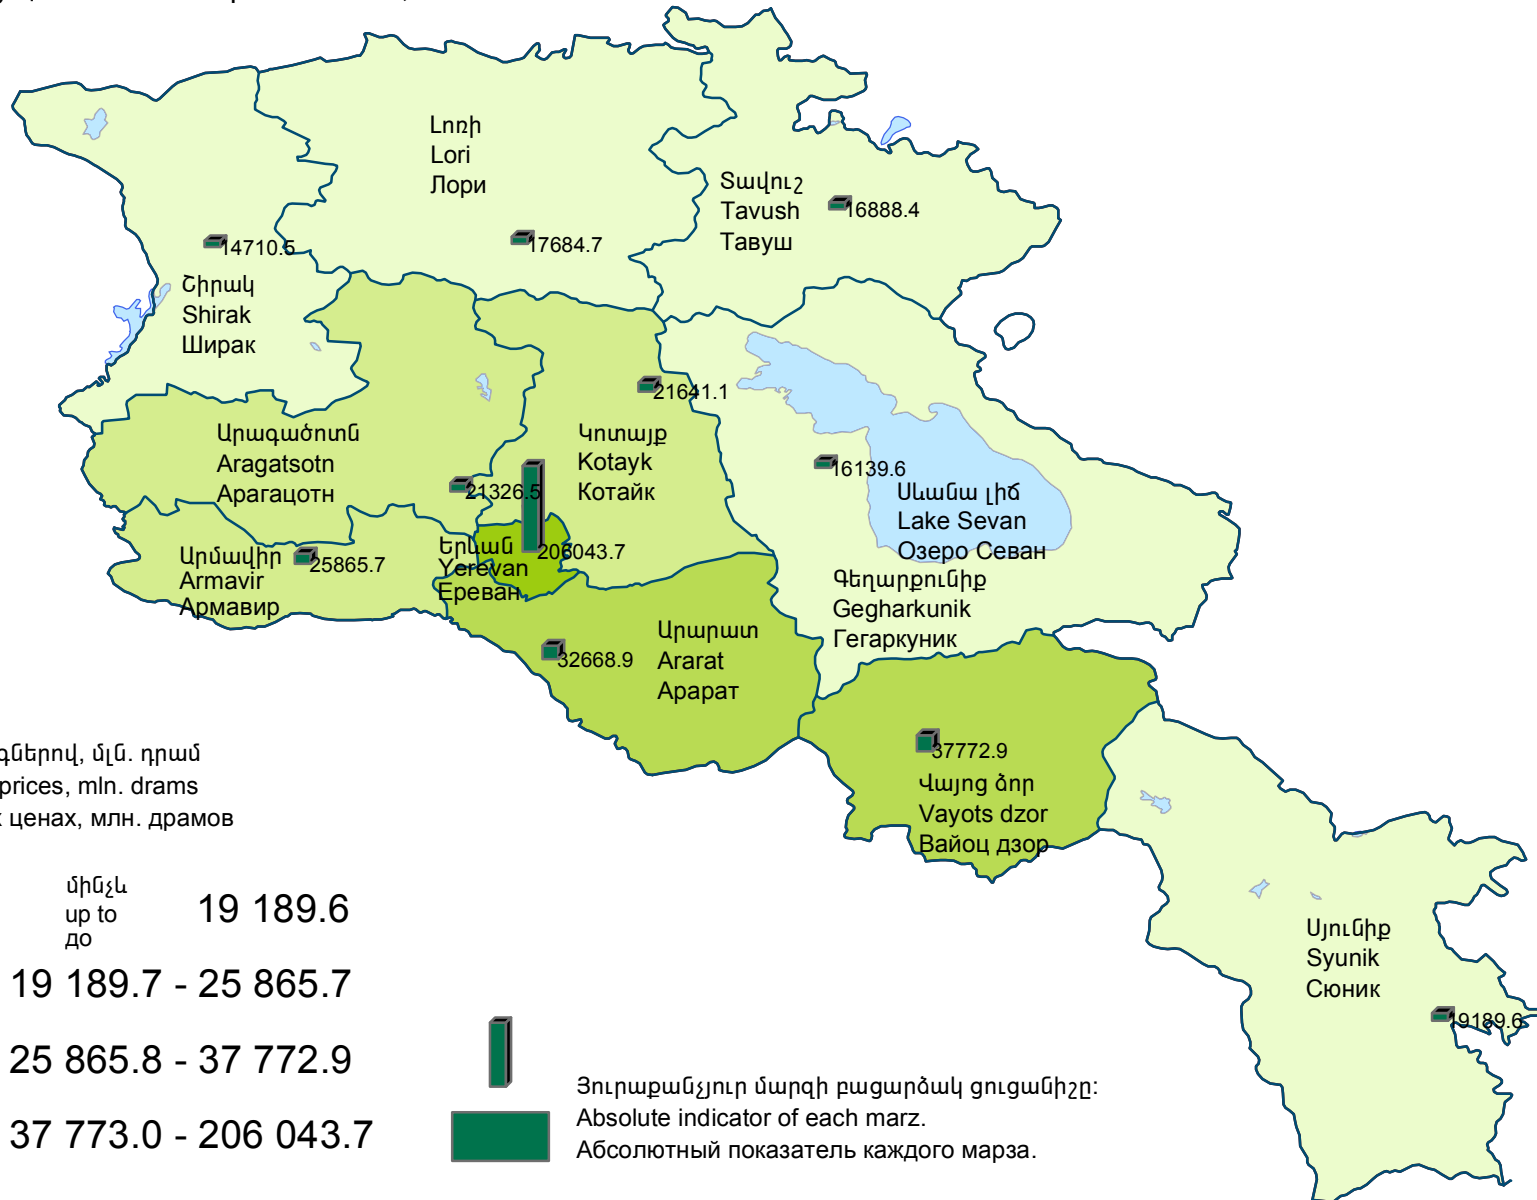 Լոռի
Lori
Лори
17684.7
Տավուշ
Tavush
Тавуш
16888.4
14710.5
Շիրակ
Shirak
Ширак
21641.1
Արագածոտն
Aragatsotn
Арагацотн
21326.5
Կոտայք
Kotayk
Котайк
16139.6
Սևանա լիճ
Lake Sevan
Озеро Севан
Գեղարքունիք
Gegharkunik
Гегаркуник
Արմավիր
Armavir
Армавир
25865.7
Երևան
Yerevan
Ереван
206043.7
32668.9
Արարատ
Ararat
Арарат
37772.9
Վայոց ձոր
Vayots dzor
Вайоц дзор
Սյունիք
Syunik
Сюник
19189.6
գներով, մլն. դրամ
prices, mln. drams
ценах, млн. драмов
մինչև
up to
до
19 189.6
19 189.7 - 25 865.7
25 865.8 - 37 772.9
37 773.0 - 206 043.7
Յուրաքանչյուր մարզի բացարձակ ցուցանիշը:
Absolute indicator of each marz.
Абсолютный показатель каждого марза.